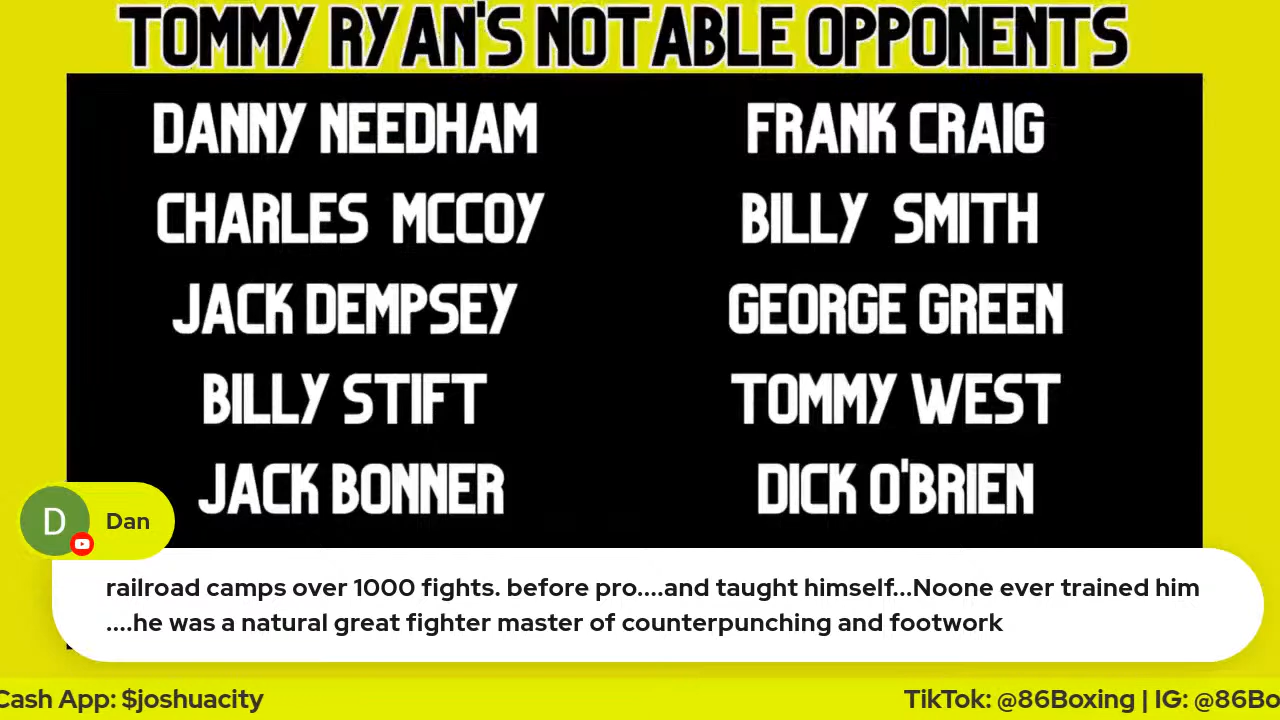 TOMMY RYAN'S NOTABLE OPPONENTS
DANNY NEEDHAM
CHARLES MCCOY
JACK DEMPSEY
BILLY STIFT
JACK BONNER
FRANK CRAIG
BILLY SMITH
GEORGE GREEN
TOMMY WEST
DICK O'BRIEN
D
Dan
railroad camps over 1000 fights. before pro....and taught himself...Noone ever trained him
....he was a natural great fighter master of counterpunching and footwork
Cash App: $joshuacity
TikTok: @86Boxing | IG: @86Bo